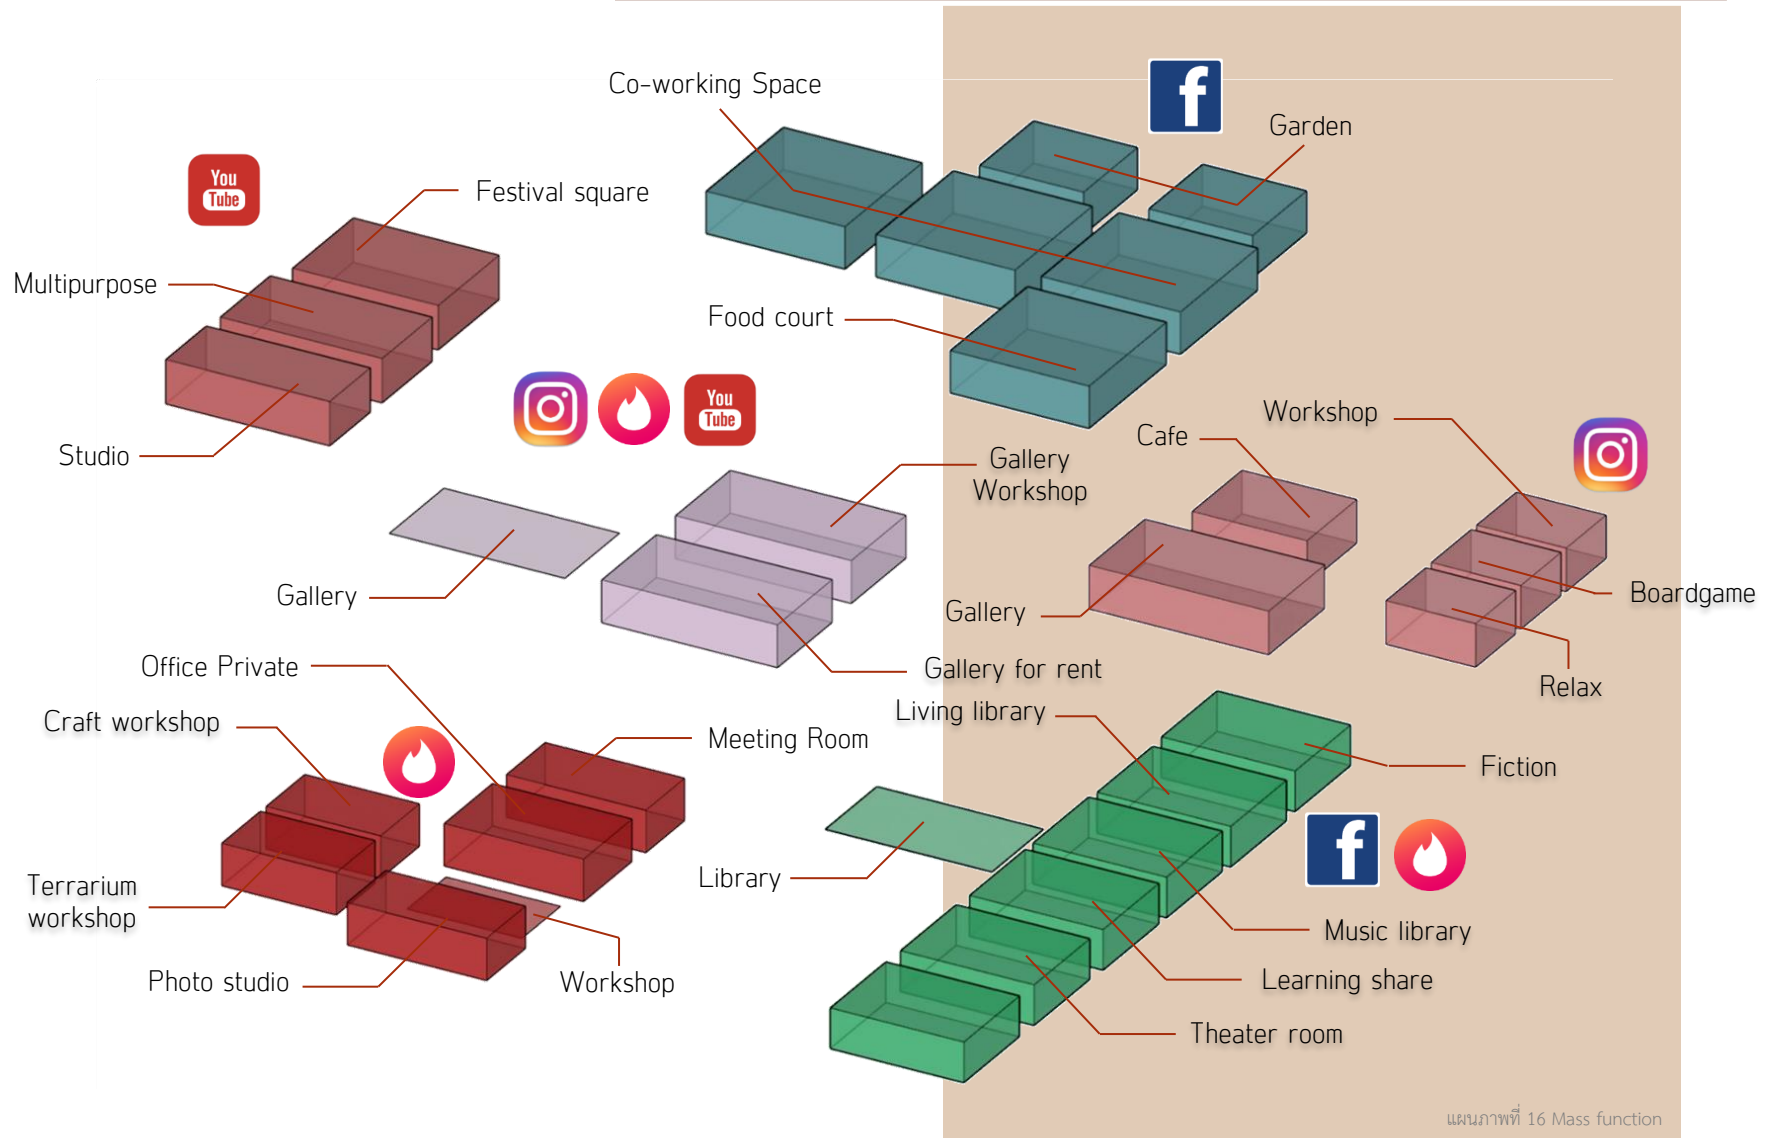 Co-working Space
Garden
You
Tube
Festival square
Multipurpose
Food court
Studio
You
Tube
Workshop
Cafe
Gallery
Workshop
Gallery
Gallery
Boardgame
Gallery for rent
Relax
Office Private
Living library
Craft workshop
Meeting Room
Fiction
Library
Terrarium
workshop
Music library
Photo studio
Workshop
Learning share
Theater room
แผนภาพที่ 16 Mass function